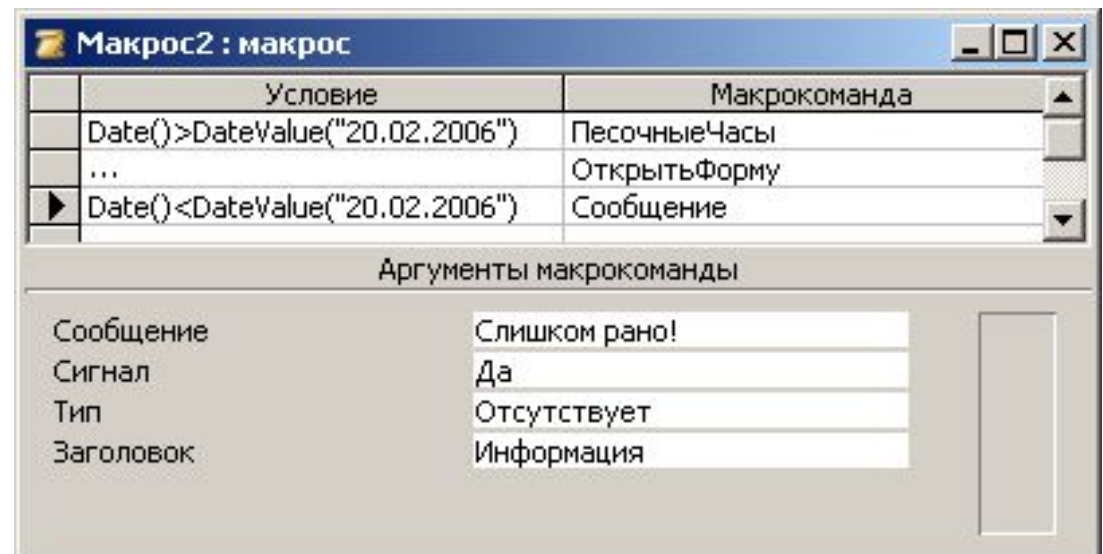 Макрос2 : макрос
Условие Макрокоманда
Date()>DateValue("20.02.2006") ПесочныеЧасы
... ОткрытьФорму
Date()<DateValue("20.02.2006") Сообщение
Аргументы макрокоманды
Сообщение Слишком рано!
Сигнал Да
Тип Отсутствует
Заголовок Информация